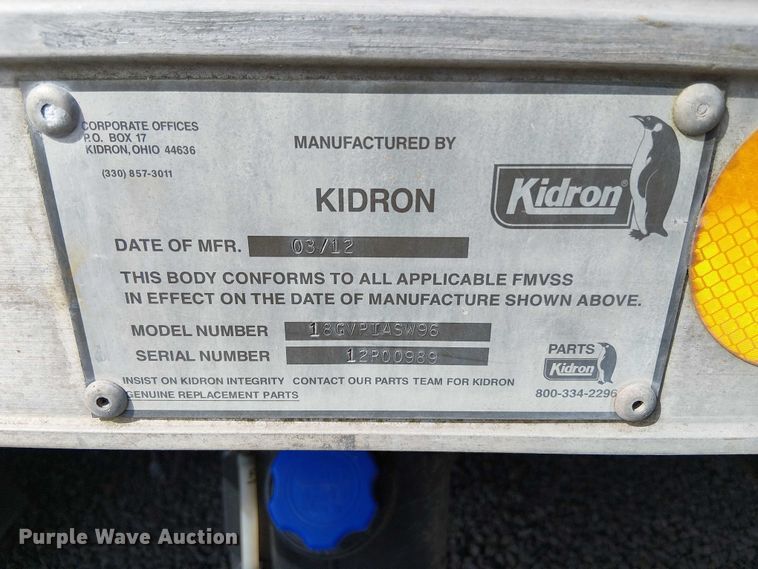 CORPORATE OFFICES
P.O. BOX 17
KIDRON, OHIO 44636
(330) 857-3011
MANUFACTURED BY
KIDRON
Kidron®
DATE OF MFR. 03/12
THIS BODY CONFORMS TO ALL APPLICABLE FMVSS
IN EFFECT ON THE DATE OF MANUFACTURE SHOWN ABOVE.
MODEL NUMBER 18GVPIASW96
SERIAL NUMBER 12P00989
PARTS
Kidron
800-334-2296
INSIST ON KIDRON INTEGRITY CONTACT OUR PARTS TEAM FOR KIDRON
GENUINE REPLACEMENT PARTS
Purple Wave Auction®